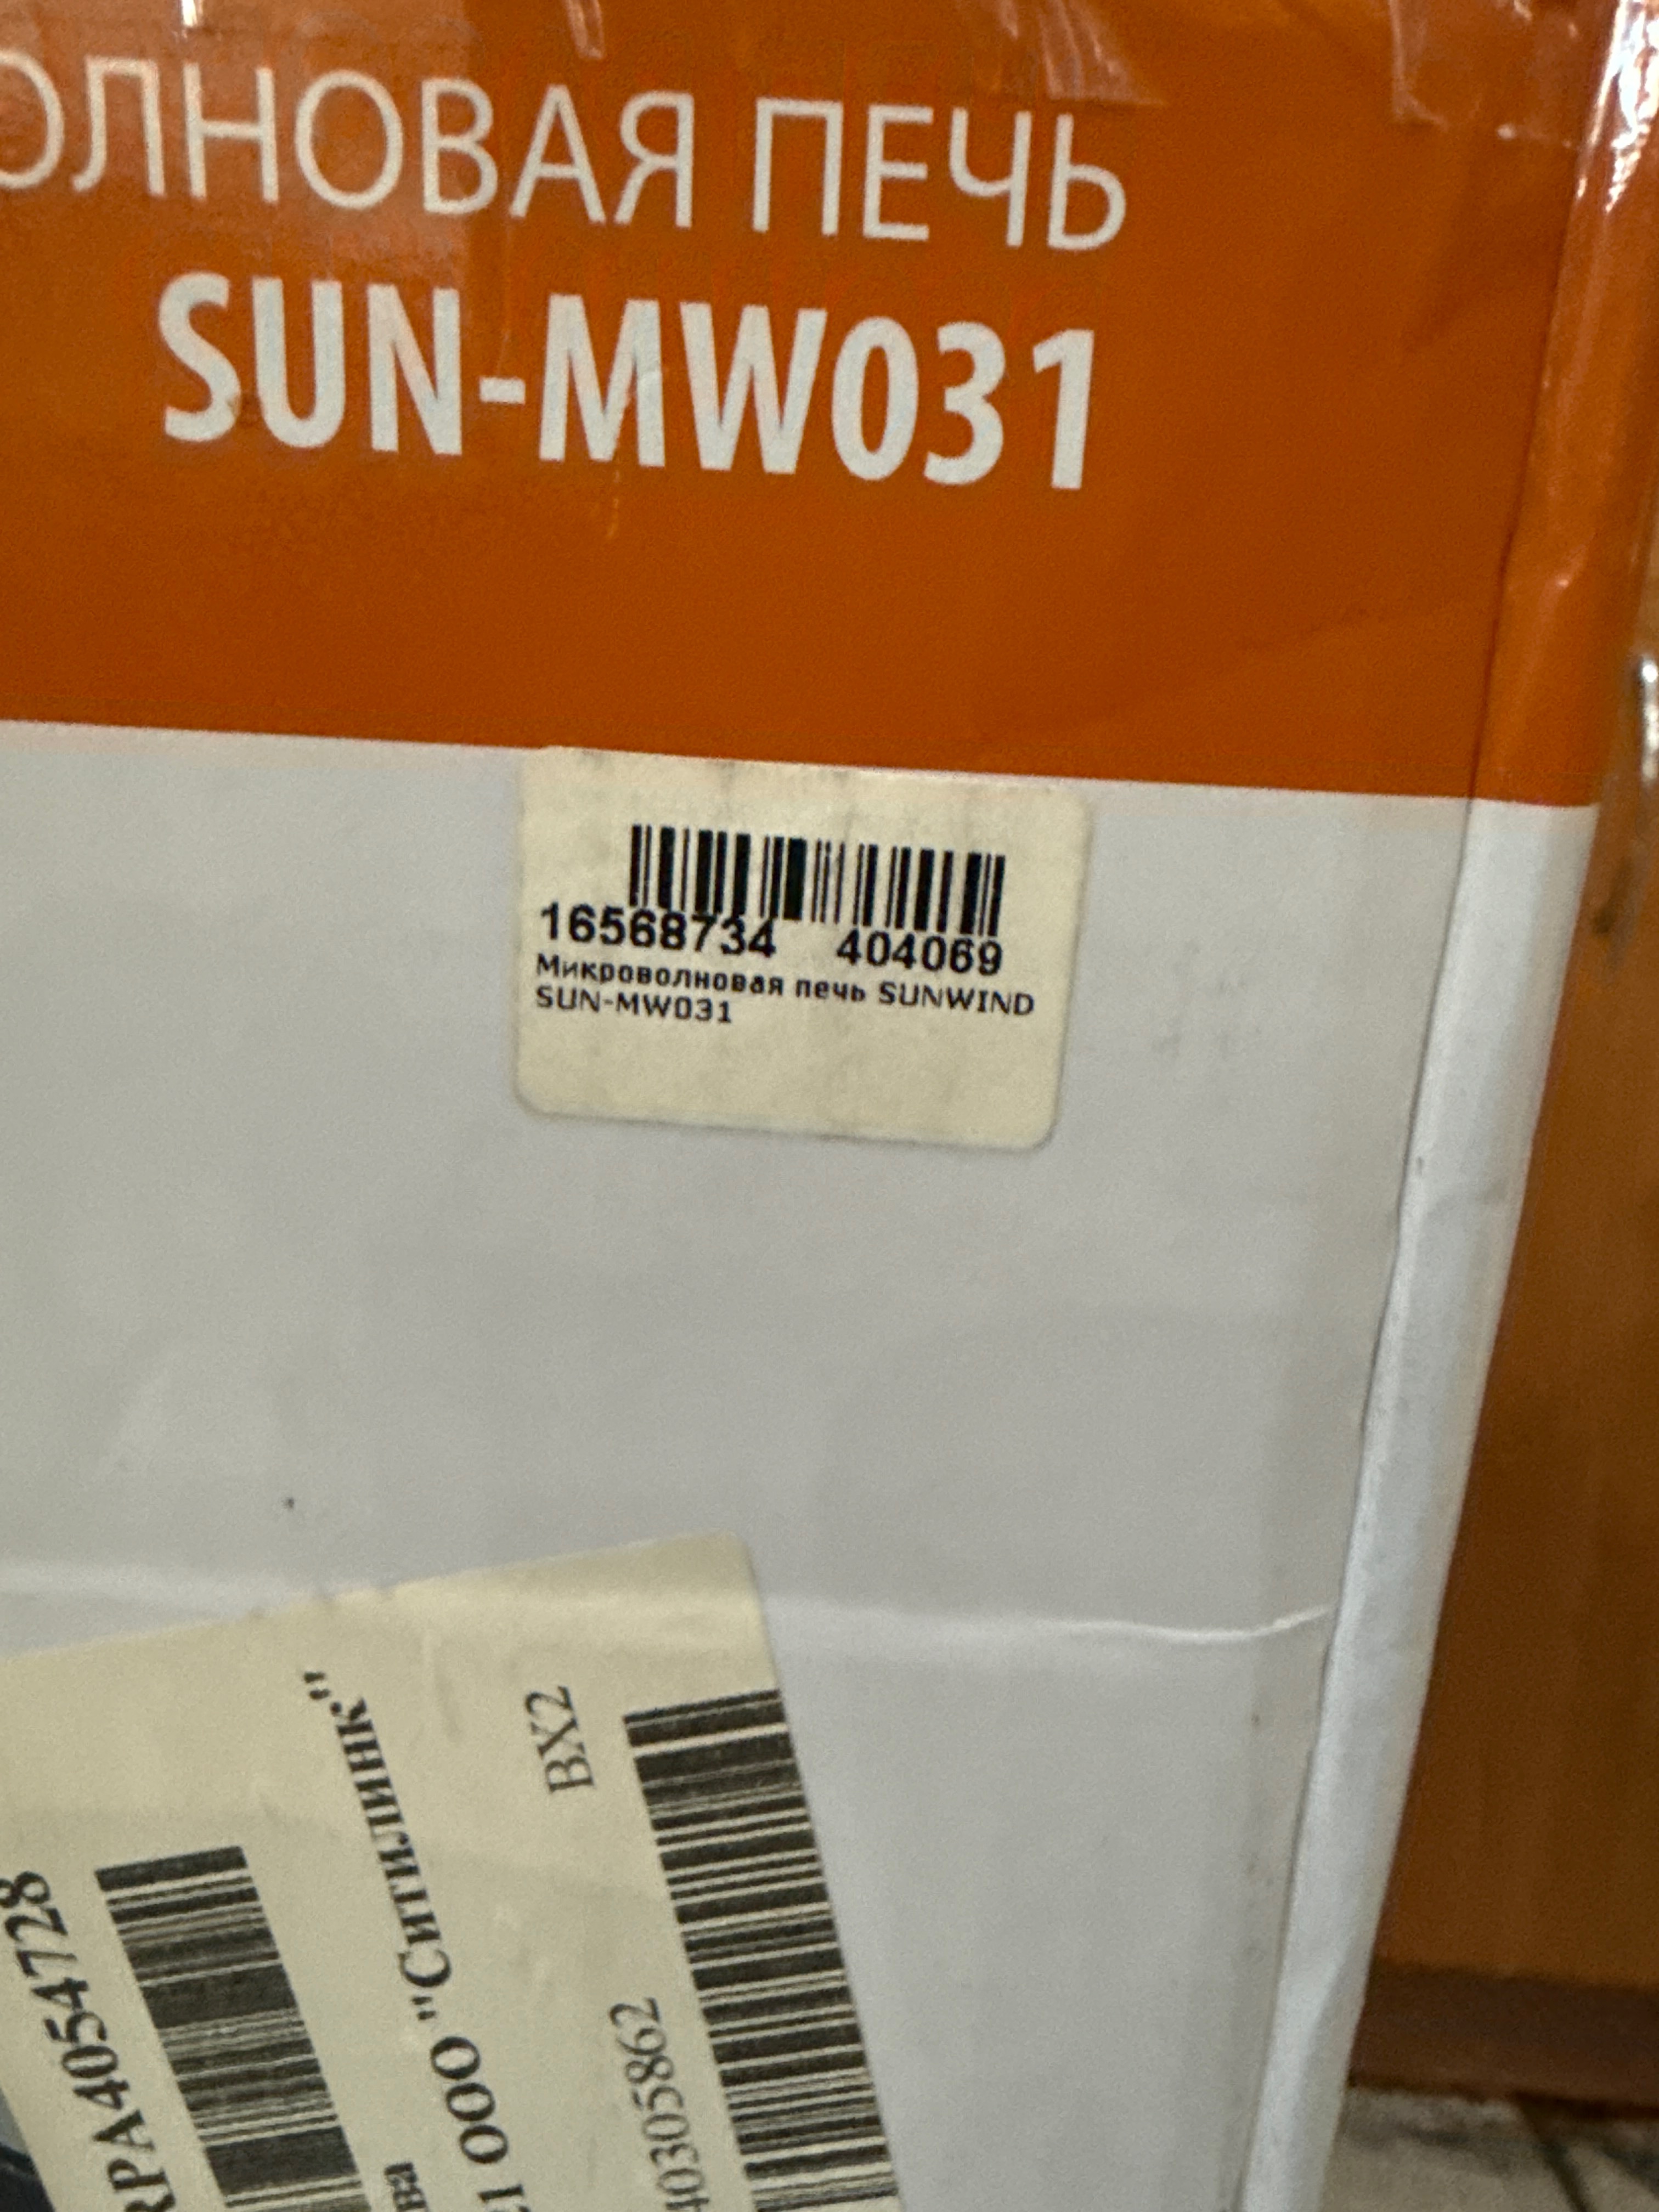 ОЛНОВАЯ ПЕЧЬ
SUN-MW031
16568734 404069
Микроволновая печь SUNWIND
SUN-MW031
RPA40547728
ООО "Ситилинк"
BX2
40305862